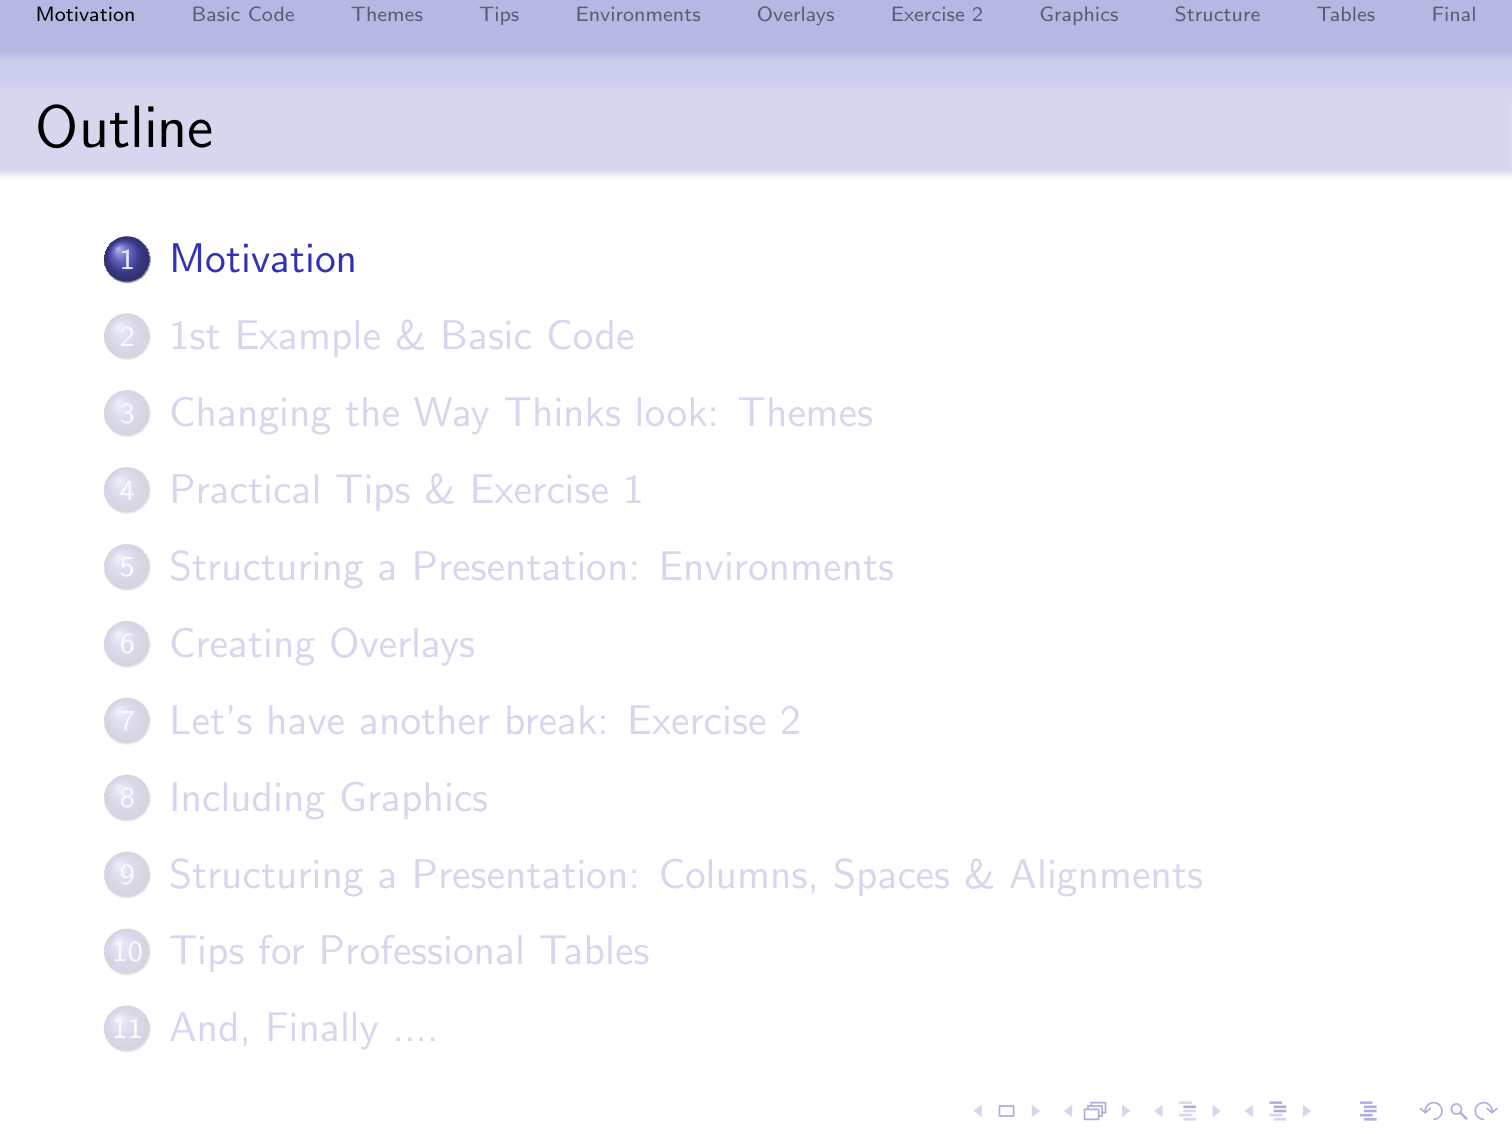 Motivation Basic Code Themes Tips Environments Overlays Exercise 2 Graphics Structure Tables Final
Outline
1 Motivation
2 1st Example & Basic Code
3 Changing the Way Thinks look: Themes
4 Practical Tips & Exercise 1
5 Structuring a Presentation: Environments
6 Creating Overlays
7 Let's have another break: Exercise 2
8 Including Graphics
9 Structuring a Presentation: Columns, Spaces & Alignments
10 Tips for Professional Tables
11 And, Finally ....